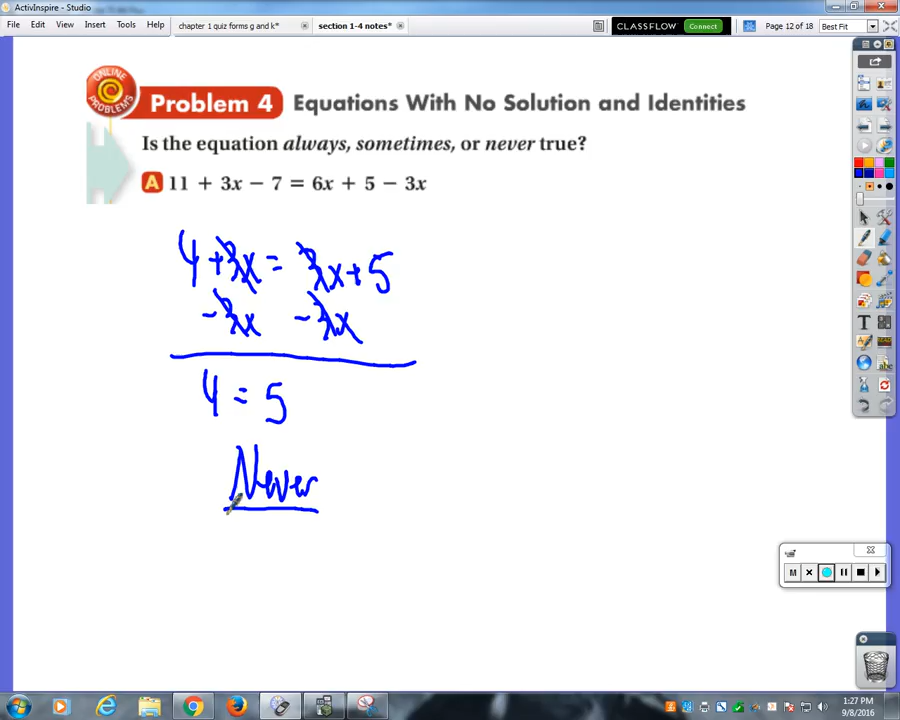 ActivInspire - Studio
File Edit View Insert Tools Help
chapter 1 quiz forms g and k* section 1-4 notes*
CLASSFLOW Connect
Page 12 of 18 Best Fit
ONLINE PROBLEMS
Problem 4 Equations With No Solution and Identities
Is the equation always, sometimes, or never true?
A 11 + 3x − 7 = 6x + 5 − 3x
4 + 3x = 3x + 5
− 3x − 3x
4 = 5
Never
M
1:27 PM
9/8/2016